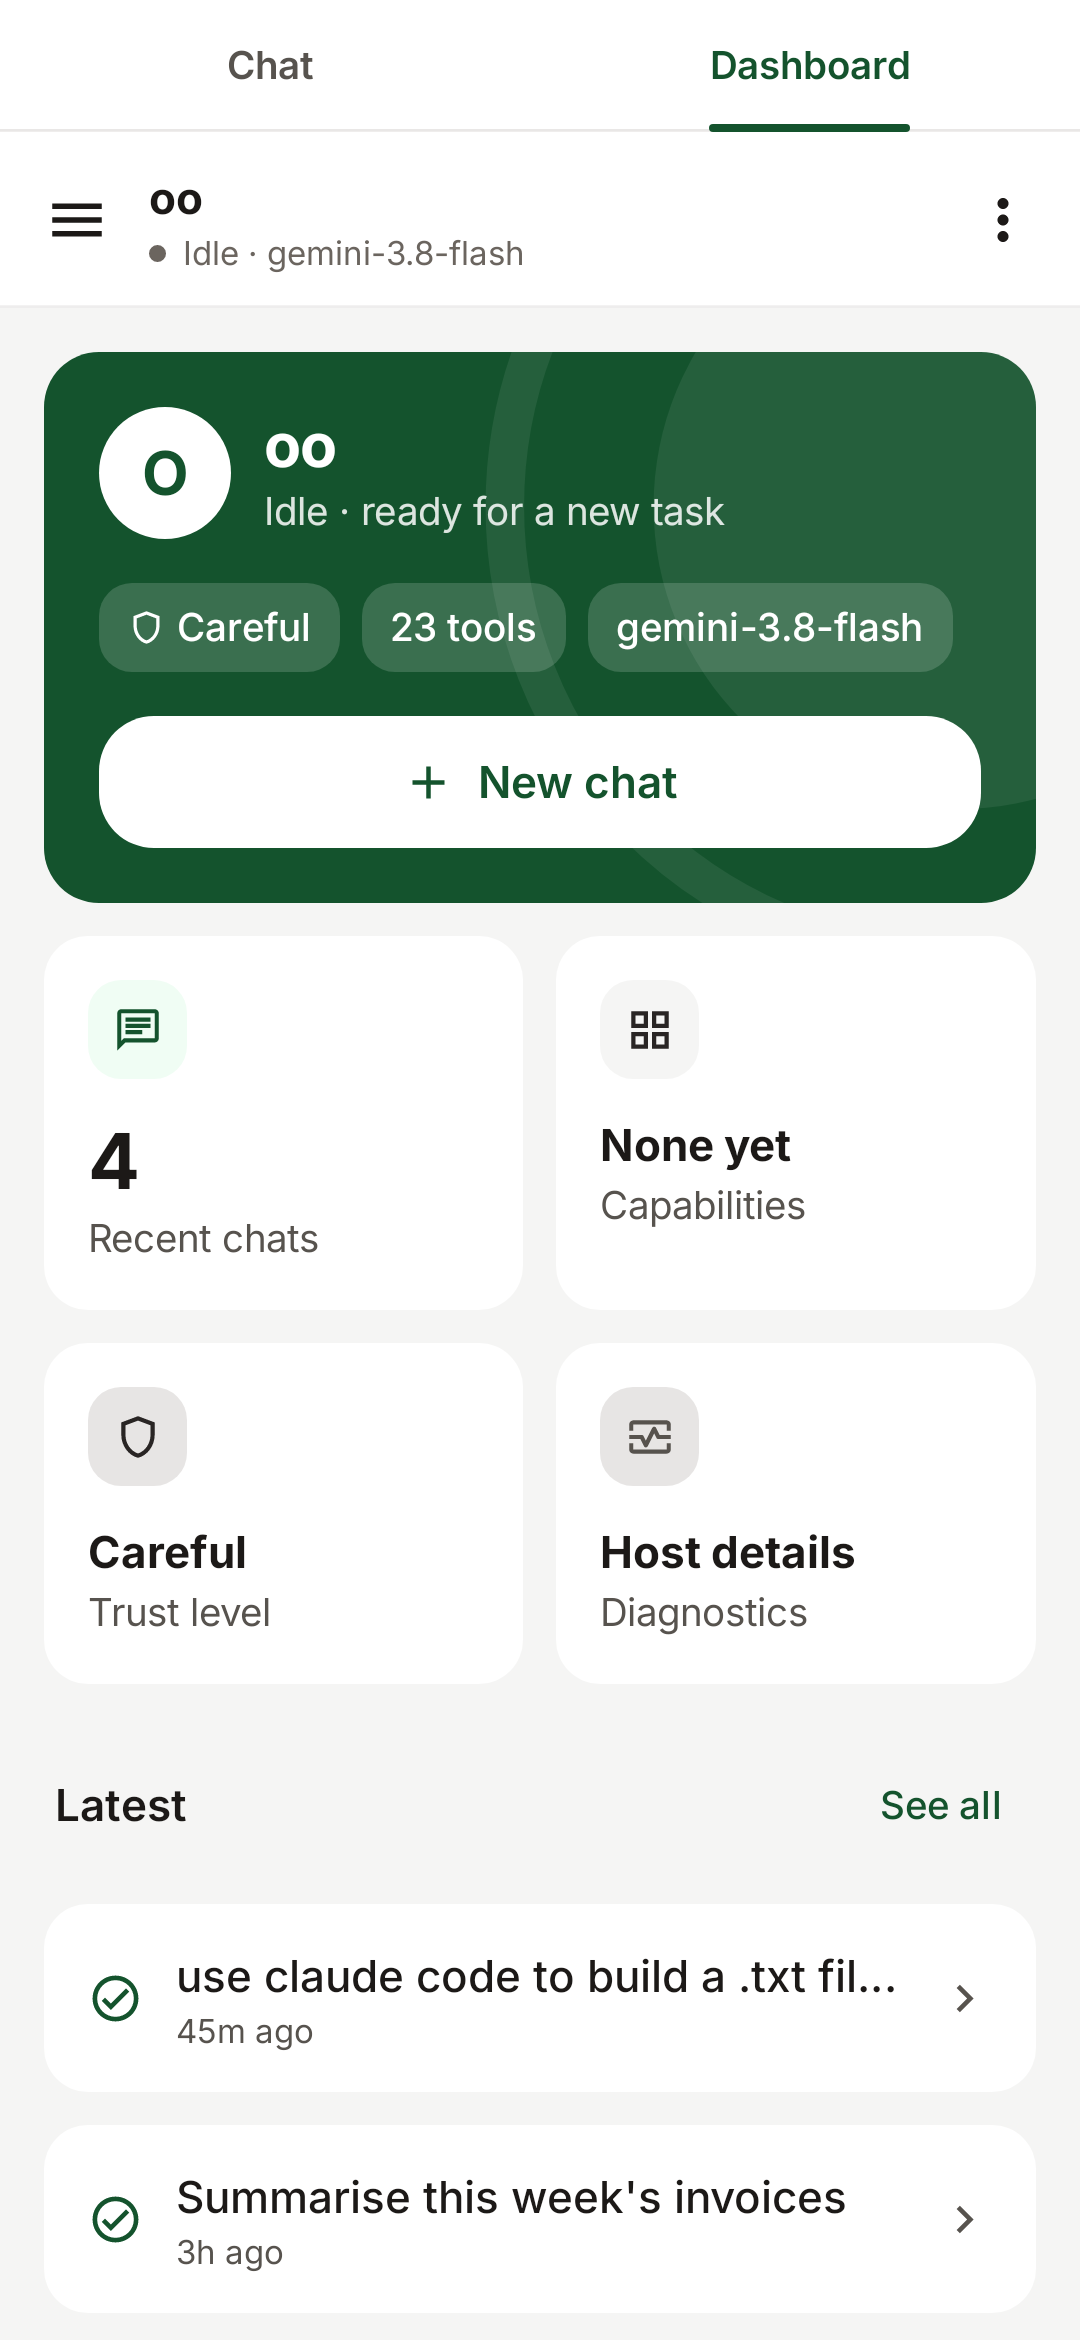 Chat
Dashboard
oo
Idle · gemini-3.8-flash
O
oo
Idle · ready for a new task
Careful
23 tools
gemini-3.8-flash
New chat
4
Recent chats
None yet
Capabilities
Careful
Trust level
Host details
Diagnostics
Latest
See all
use claude code to build a .txt fil...
45m ago
Summarise this week's invoices
3h ago